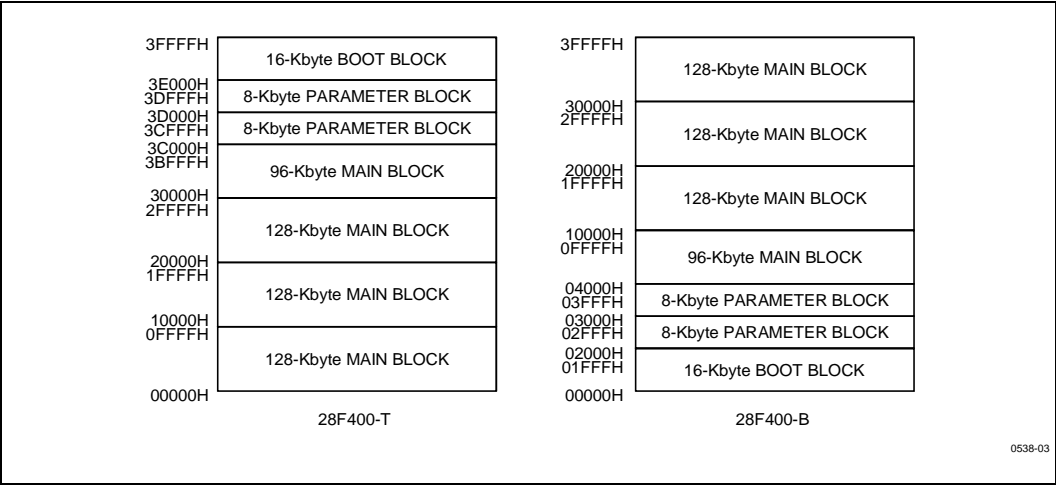 3FFFFH
16-Kbyte BOOT BLOCK
3E000H
3DFFFH
8-Kbyte PARAMETER BLOCK
3D000H
3CFFFH
8-Kbyte PARAMETER BLOCK
3C000H
3BFFFH
96-Kbyte MAIN BLOCK
30000H
2FFFFH
128-Kbyte MAIN BLOCK
20000H
1FFFFH
128-Kbyte MAIN BLOCK
10000H
0FFFFH
128-Kbyte MAIN BLOCK
00000H
28F400-T
3FFFFH
128-Kbyte MAIN BLOCK
30000H
2FFFFH
128-Kbyte MAIN BLOCK
20000H
1FFFFH
128-Kbyte MAIN BLOCK
10000H
0FFFFH
96-Kbyte MAIN BLOCK
04000H
03FFFH
8-Kbyte PARAMETER BLOCK
03000H
02FFFH
8-Kbyte PARAMETER BLOCK
02000H
01FFFH
16-Kbyte BOOT BLOCK
00000H
28F400-B
0538-03